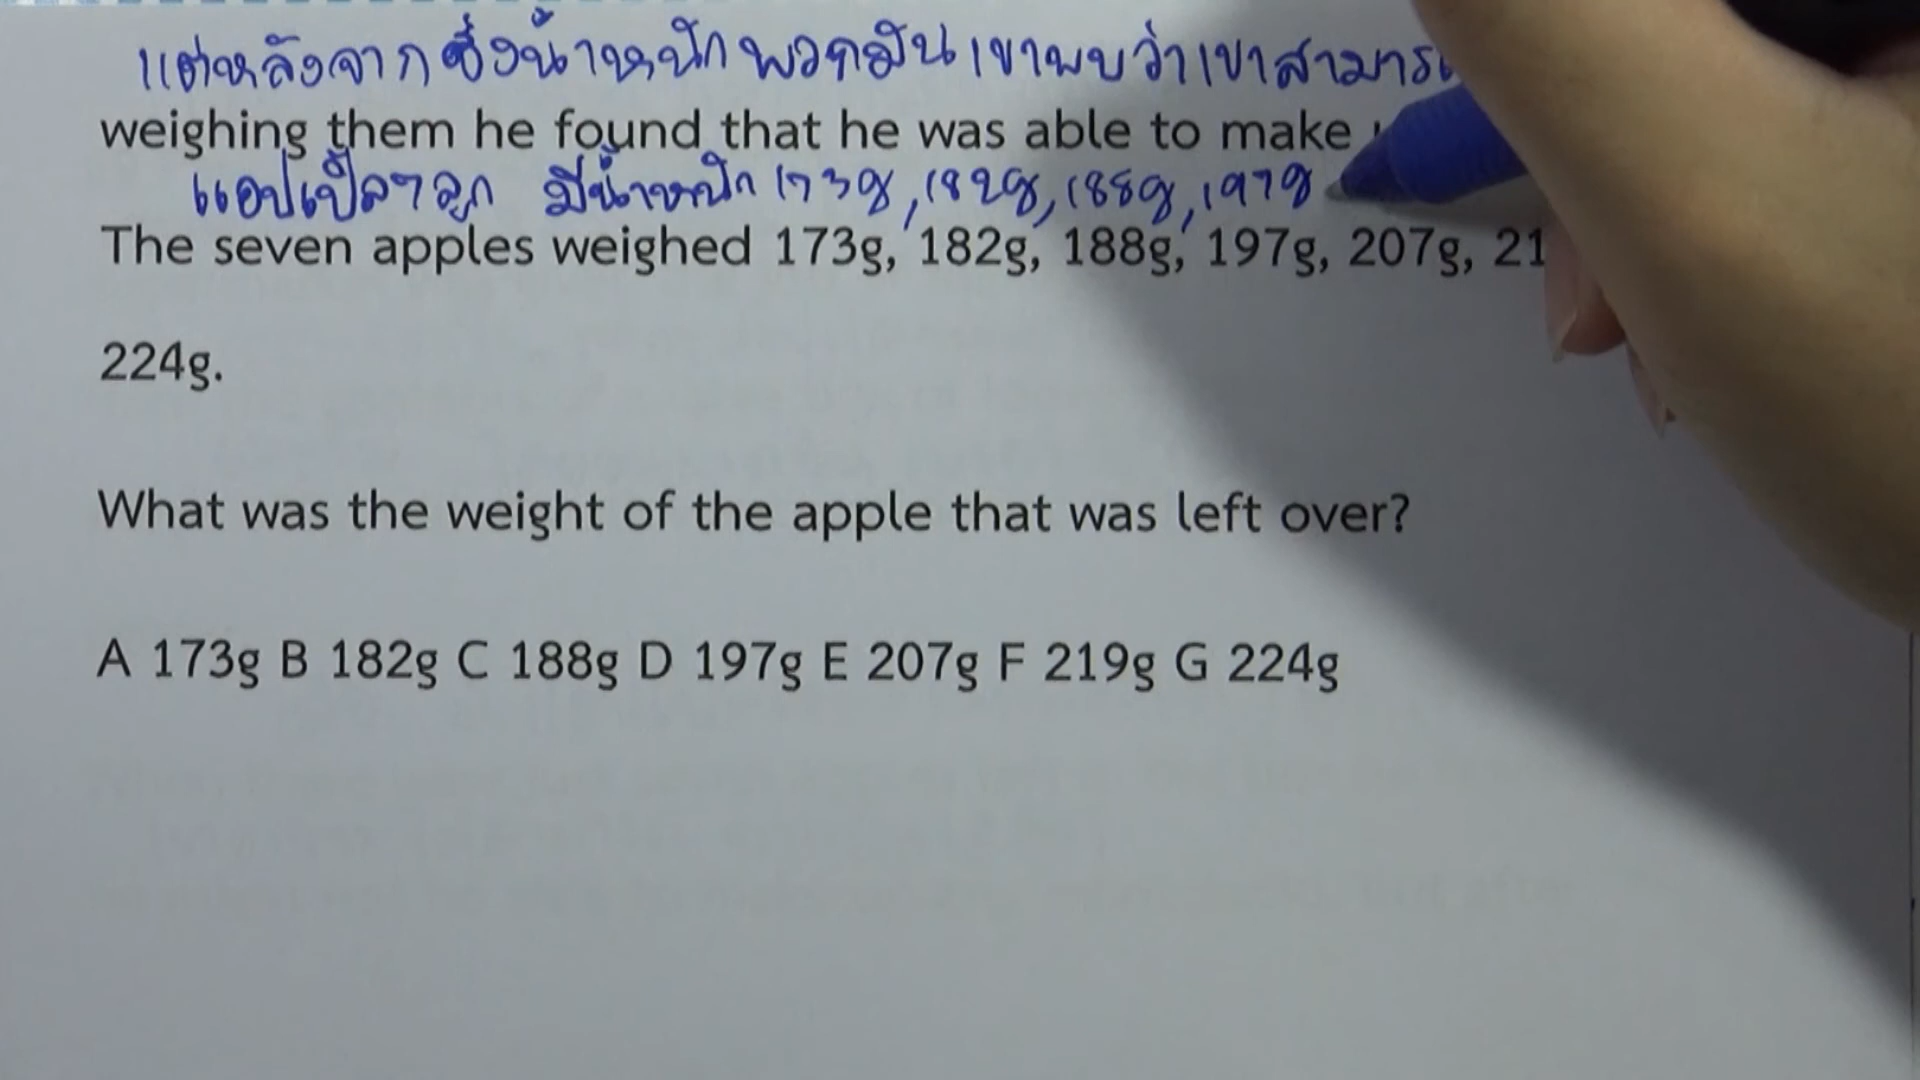 แต่หลังจาก ชั่งน้ำหนัก พวกมัน เขาพบว่าเขาสามาร
weighing them he found that he was able to make
แอปเปิ้ล 7 ลูก มีน้ำหนัก 173g, 182g, 188g, 197g
The seven apples weighed 173g, 182g, 188g, 197g, 207g, 21
224g.
What was the weight of the apple that was left over?
A 173g B 182g C 188g D 197g E 207g F 219g G 224g